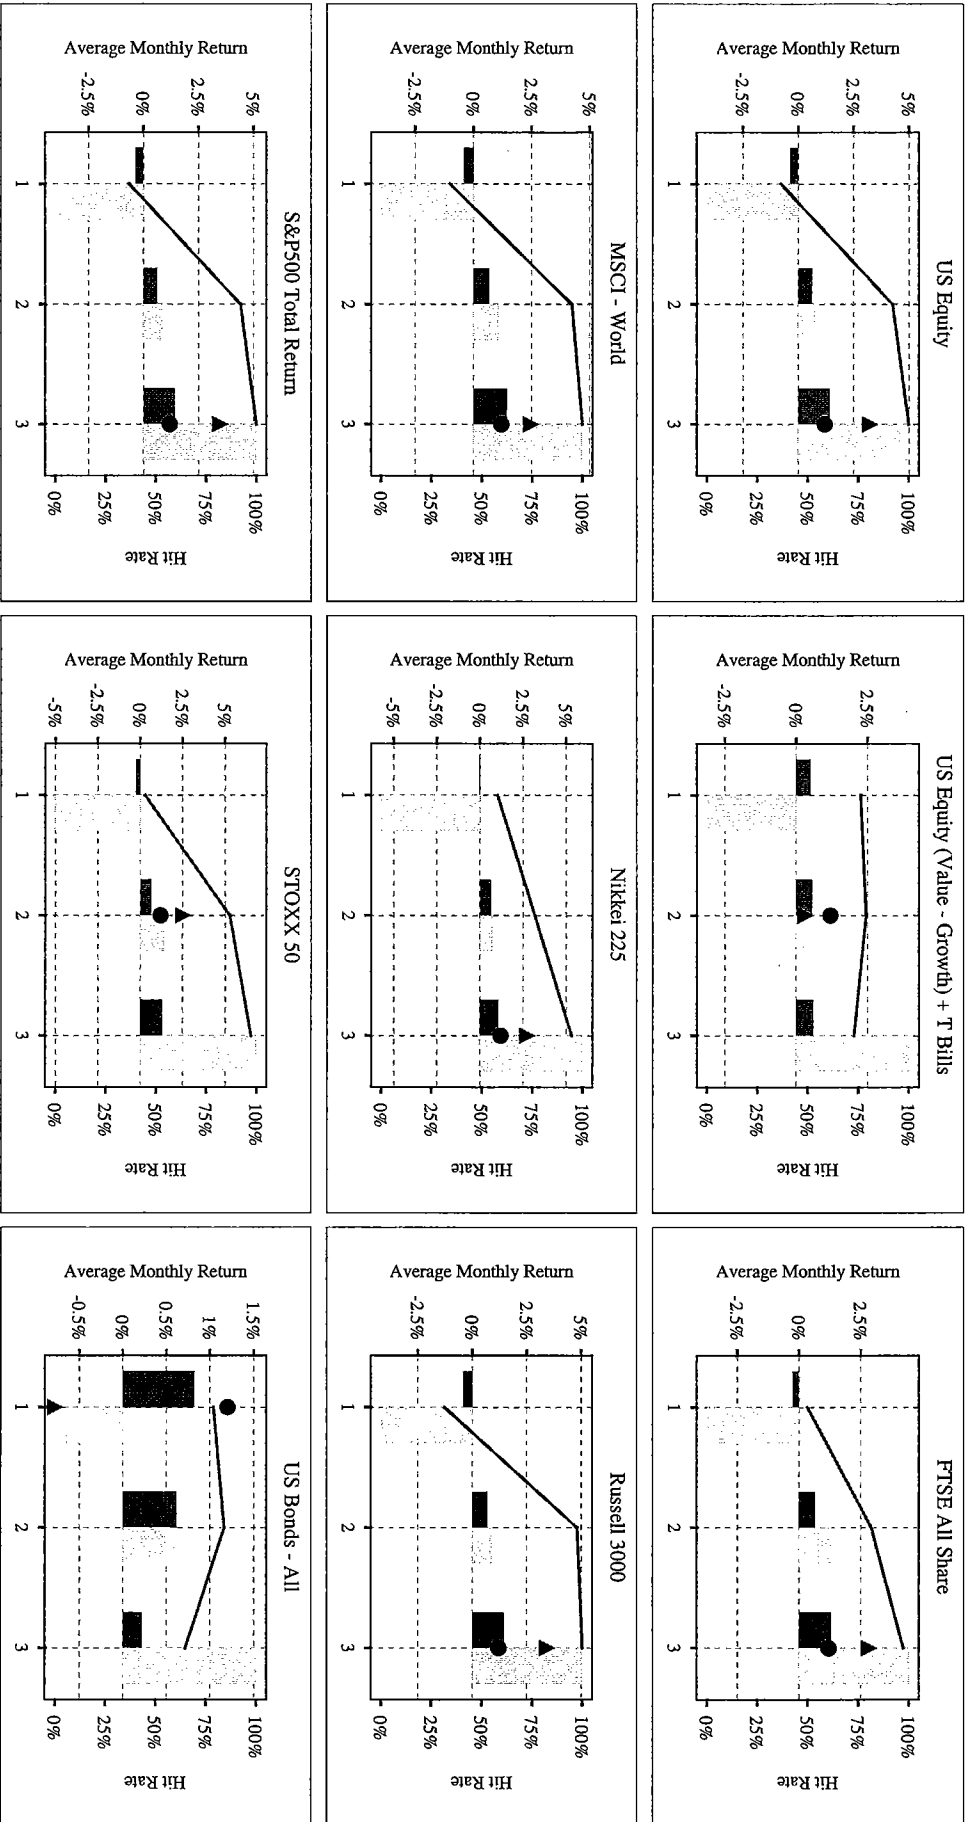 US Equity
Average Monthly Return
5%
2.5%
0%
-2.5%
100%
75%
50%
25%
0%
Hit Rate
1 2 3
US Equity (Value - Growth) + T Bills
Average Monthly Return
2.5%
0%
-2.5%
100%
75%
50%
25%
0%
Hit Rate
1 2 3
FTSE All Share
Average Monthly Return
2.5%
0%
-2.5%
100%
75%
50%
25%
0%
Hit Rate
1 2 3
MSCI - World
Average Monthly Return
5%
2.5%
0%
-2.5%
100%
75%
50%
25%
0%
Hit Rate
1 2 3
Nikkei 225
Average Monthly Return
5%
2.5%
0%
-2.5%
-5%
100%
75%
50%
25%
0%
Hit Rate
1 2 3
Russell 3000
Average Monthly Return
5%
2.5%
0%
-2.5%
100%
75%
50%
25%
0%
Hit Rate
1 2 3
S&P500 Total Return
Average Monthly Return
5%
2.5%
0%
-2.5%
100%
75%
50%
25%
0%
Hit Rate
1 2 3
STOXX 50
Average Monthly Return
5%
2.5%
0%
-2.5%
-5%
100%
75%
50%
25%
0%
Hit Rate
1 2 3
US Bonds - All
Average Monthly Return
1.5%
1%
0.5%
0%
-0.5%
100%
75%
50%
25%
0%
Hit Rate
1 2 3